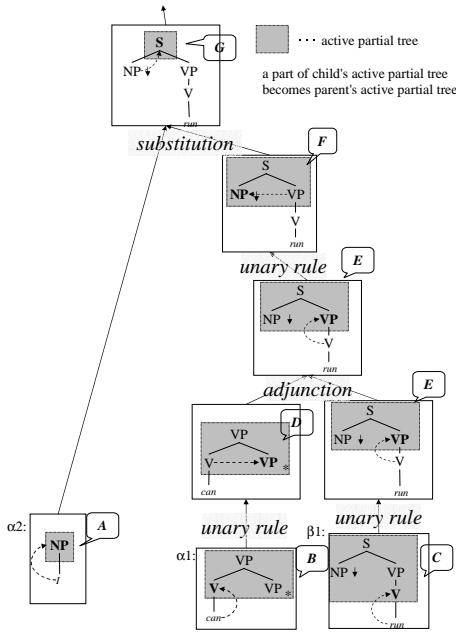 S
G
NP ↓
VP
V
run
··· active partial tree
a part of child's active partial tree
becomes parent's active partial tree
substitution
F
S
NP ↓ VP
V
run
unary rule
E
S
NP ↓ VP
V
run
adjunction
D
VP
V VP *
can
E
S
NP ↓ VP
V
run
unary rule
unary rule
α2:
A
NP
I
α1:
B
VP
V VP *
can
β1:
C
S
NP ↓ VP
V
run